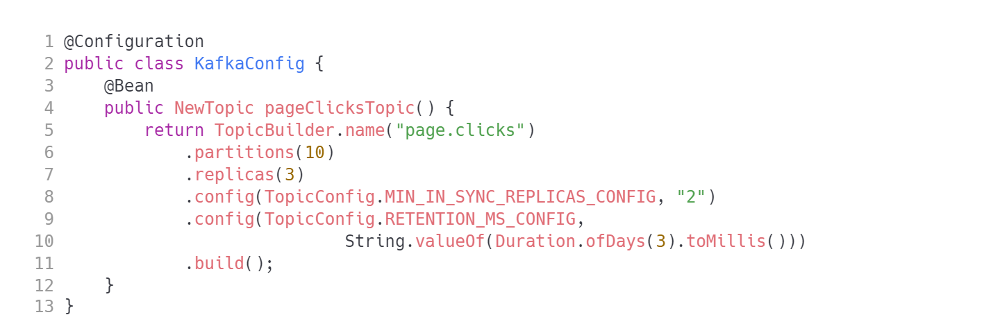 1 @Configuration
2 public class KafkaConfig {
3     @Bean
4     public NewTopic pageClicksTopic() {
5         return TopicBuilder.name("page.clicks")
6             .partitions(10)
7             .replicas(3)
8             .config(TopicConfig.MIN_IN_SYNC_REPLICAS_CONFIG, "2")
9             .config(TopicConfig.RETENTION_MS_CONFIG,
10                             String.valueOf(Duration.ofDays(3).toMillis()))
11             .build();
12     }
13 }